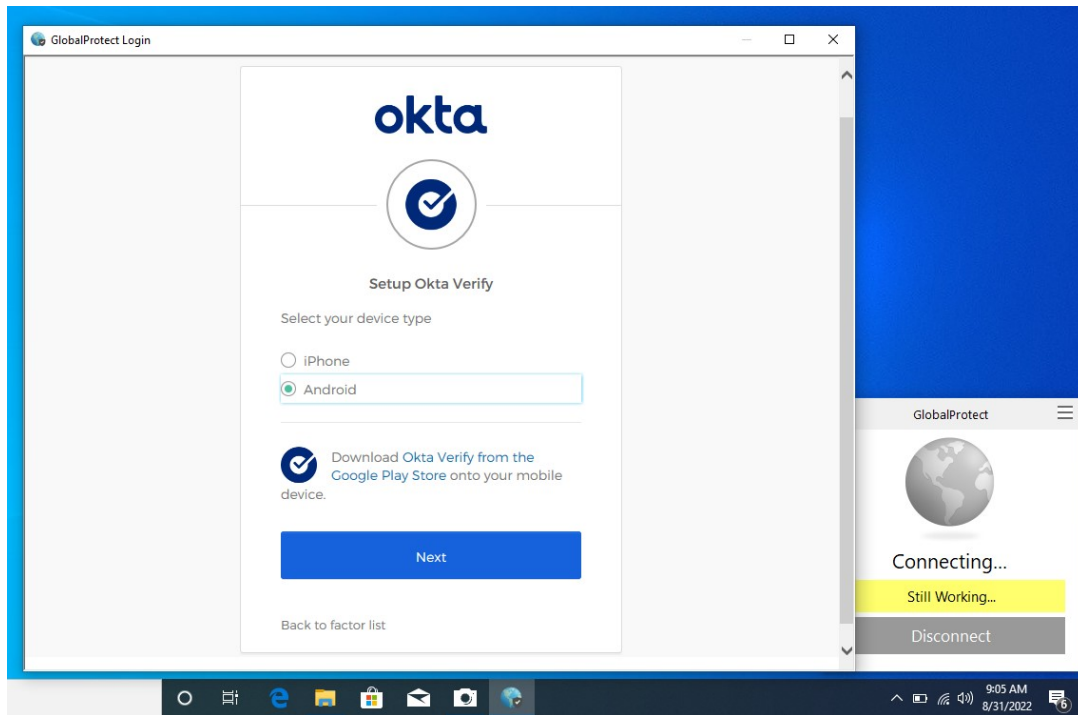 GlobalProtect Login
okta
Setup Okta Verify
Select your device type
iPhone
Android
Download Okta Verify from the
Google Play Store onto your mobile
device.
Next
Back to factor list
GlobalProtect
Connecting...
Still Working...
Disconnect
9:05 AM
8/31/2022
6